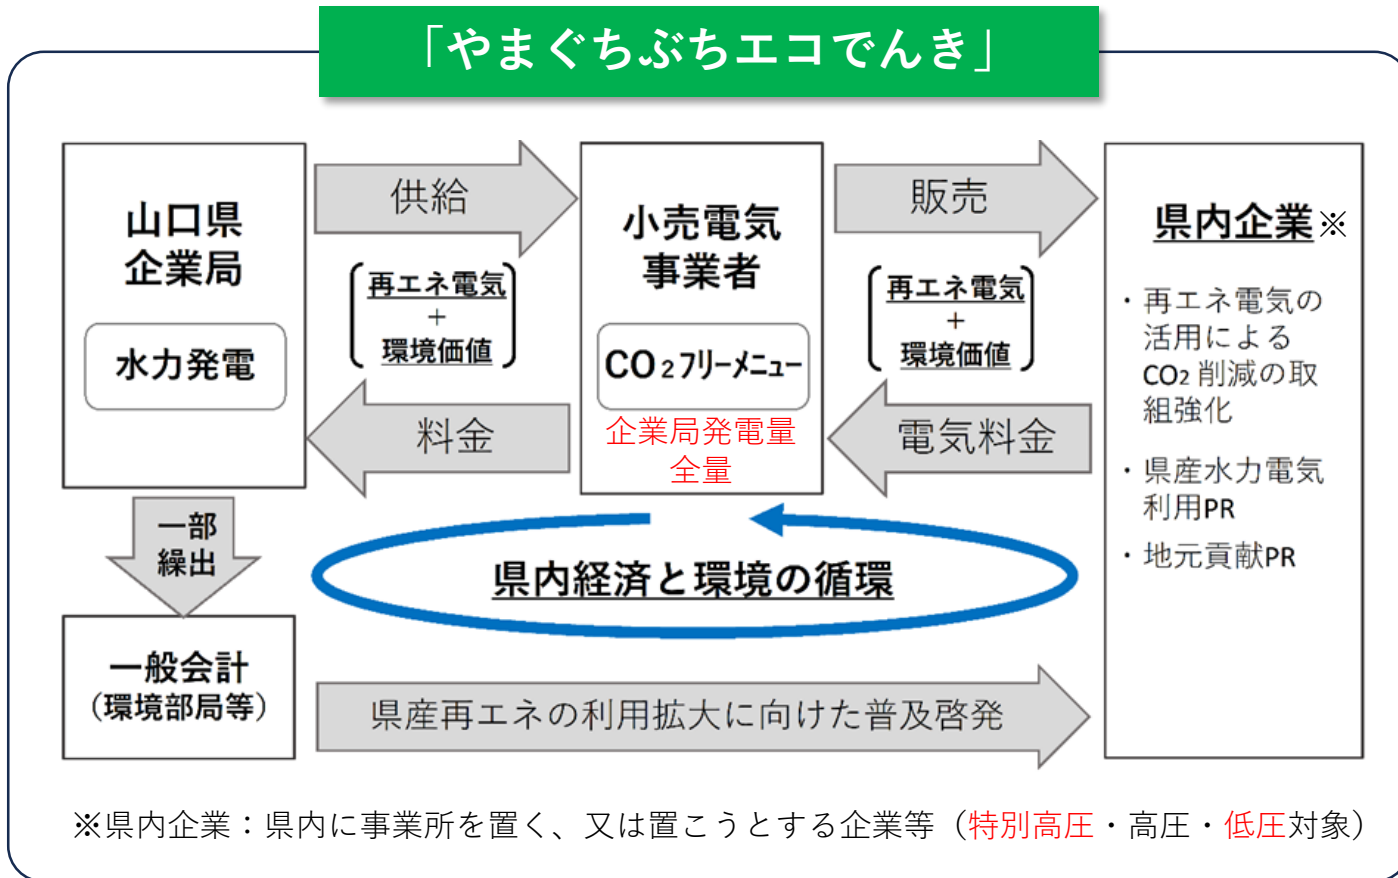 「やまぐちぶちエコでんき」
山口県
企業局
水力発電
供給
再エネ電気
+
環境価値
料金
小売電気
事業者
CO₂フリーメニュー
企業局発電量
全量
販売
再エネ電気
+
環境価値
電気料金
県内企業※
・再エネ電気の
活用による
CO₂削減の取
組強化
・県産水力電気
利用PR
・地元貢献PR
一部
繰出
県内経済と環境の循環
一般会計
（環境部局等）
県産再エネの利用拡大に向けた普及啓発
※県内企業：県内に事業所を置く、又は置こうとする企業等（特別高圧・高圧・低圧対象）